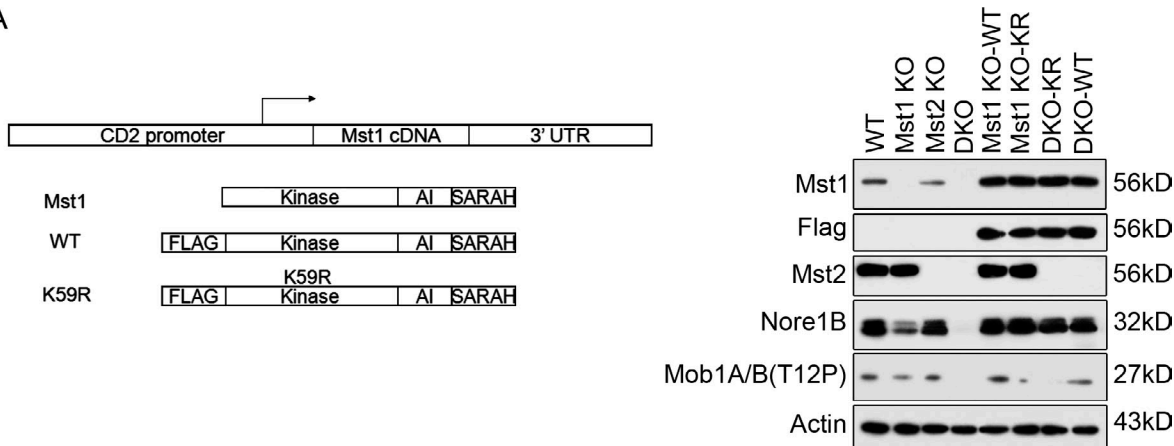 A
CD2 promoter Mst1 cDNA 3' UTR
Mst1 Kinase AI SARAH
WT FLAG Kinase AI SARAH
K59R
K59R FLAG Kinase AI SARAH
WT Mst1 KO Mst2 KO DKO Mst1 KO-WT Mst1 KO-KR DKO-KR DKO-WT
Mst1 56kD
Flag 56kD
Mst2 56kD
Nore1B 32kD
Mob1A/B(T12P) 27kD
Actin 43kD